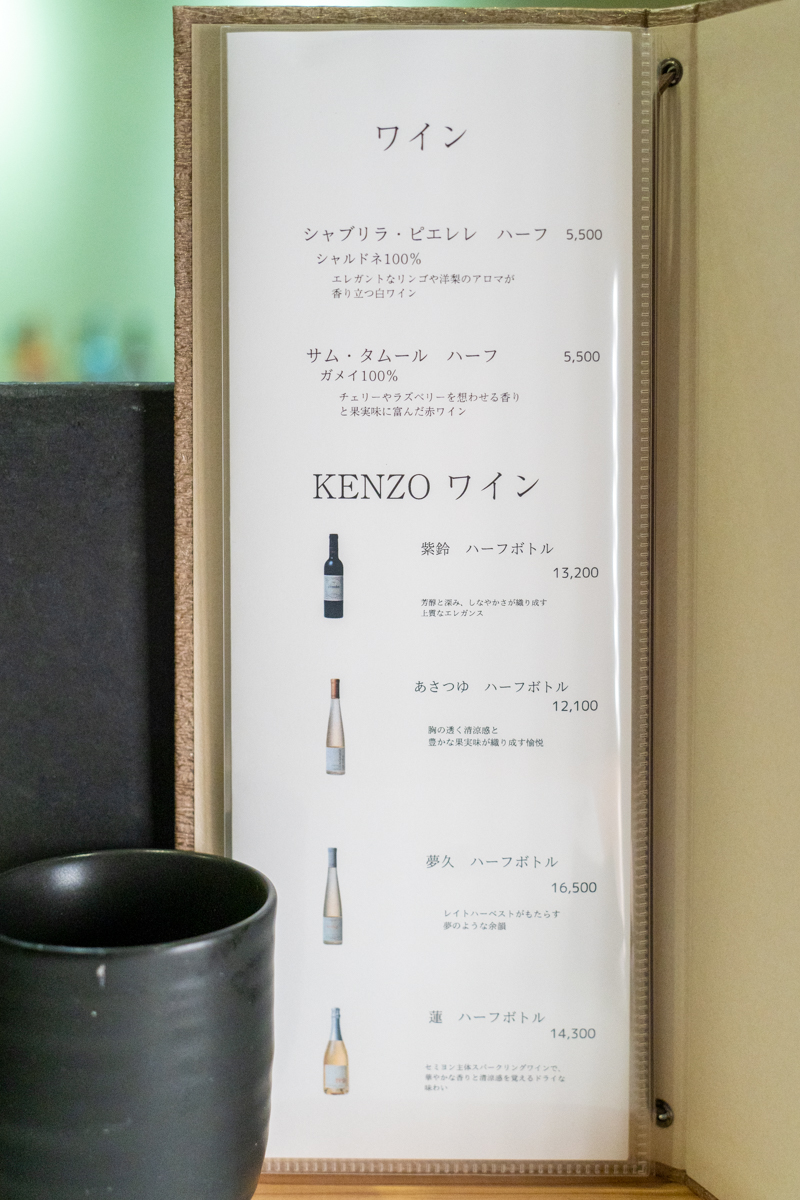 ワイン
シャブリラ・ピエレレ ハーフ 5,500
シャルドネ100%
エレガントなリンゴや洋梨のアロマが
香り立つ白ワイン
サム・タムール ハーフ 5,500
ガメイ100%
チェリーやラズベリーを想わせる香り
と果実味に富んだ赤ワイン
KENZO ワイン
紫鈴 ハーフボトル
13,200
芳醇と深み、しなやかさが織り成す
上質なエレガンス
あさつゆ ハーフボトル
12,100
胸の透く清涼感と
豊かな果実味が織り成す愉悦
夢久 ハーフボトル
16,500
レイトハーベストがもたらす
夢のような余韻
蓮 ハーフボトル
14,300
セミヨン主体スパークリングワインで、
華やかな香りと清涼感を覚えるドライな
味わい